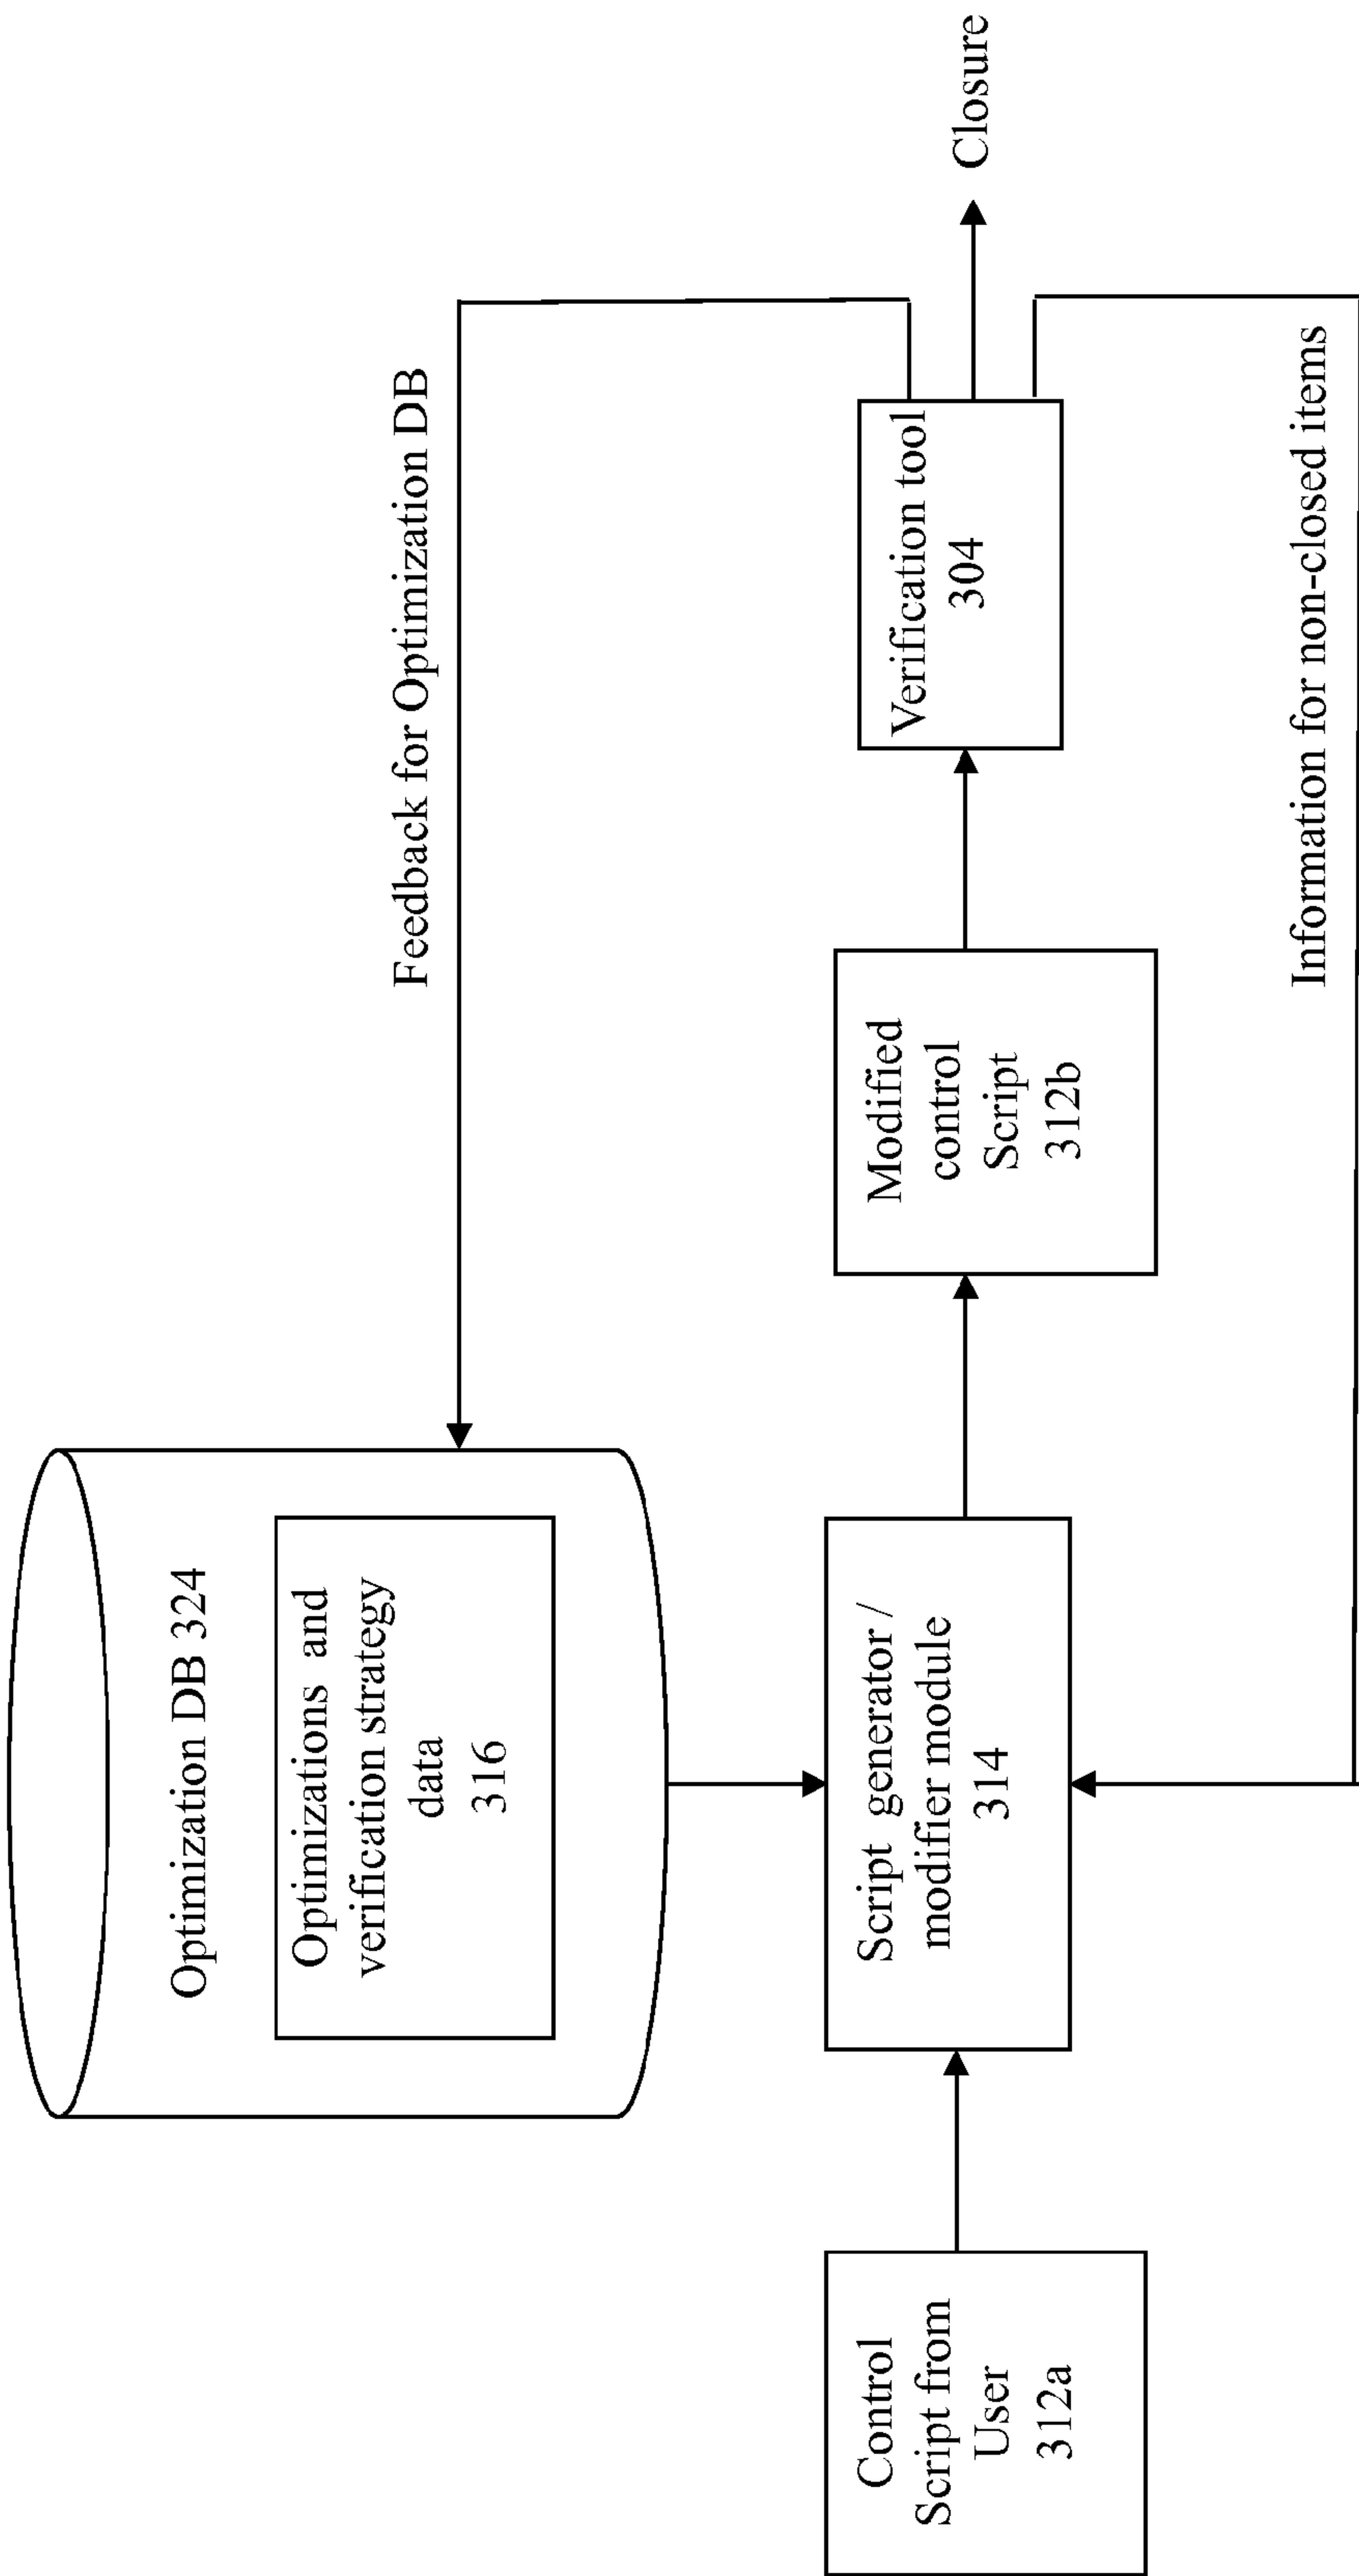 Optimization DB 324
Optimizations and
verification strategy
data
316
Feedback for Optimization DB
Control
Script from
User
312a
Script generator /
modifier module
314
Modified
control
Script
312b
Verification tool
304
Closure
Information for non-closed items